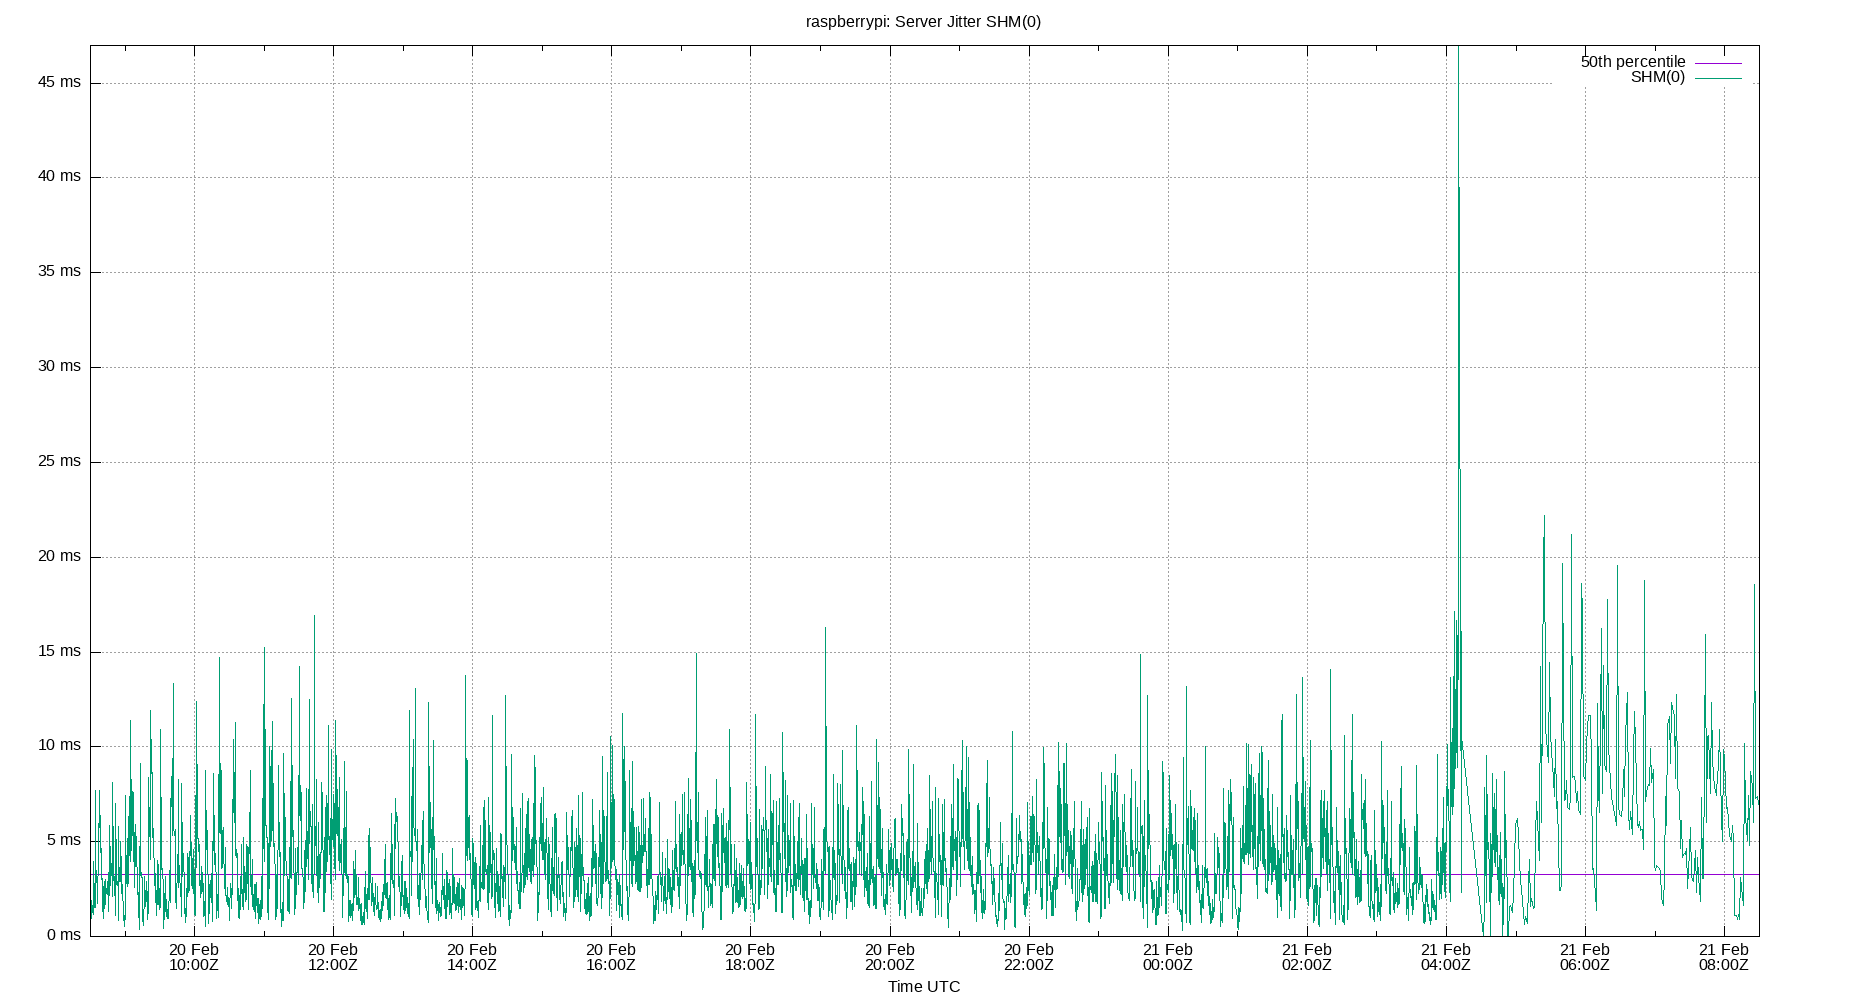 raspberrypi: Server Jitter SHM(0)
50th percentile
SHM(0)
45 ms
40 ms
35 ms
30 ms
25 ms
20 ms
15 ms
10 ms
5 ms
0 ms
20 Feb 20 Feb 20 Feb 20 Feb 20 Feb 20 Feb 20 Feb 21 Feb 21 Feb 21 Feb 21 Feb 21 Feb
10:00Z 12:00Z 14:00Z 16:00Z 18:00Z 20:00Z 22:00Z 00:00Z 02:00Z 04:00Z 06:00Z 08:00Z
Time UTC